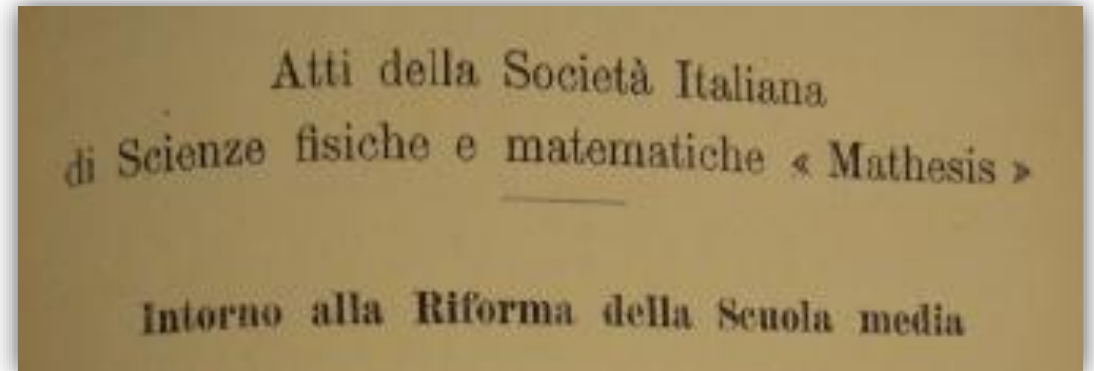 Atti della Società Italiana
di Scienze fisiche e matematiche « Mathesis »
Intorno alla Riforma della Scuola media